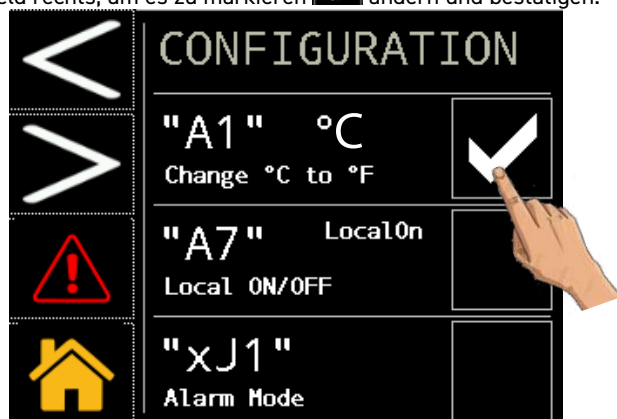 eld rechts, um es zu markieren ändern und bestätigen.
CONFIGURATION
"A1" °C
Change °C to °F
"A7" LocalOn
Local ON/OFF
"xJ1"
Alarm Mode